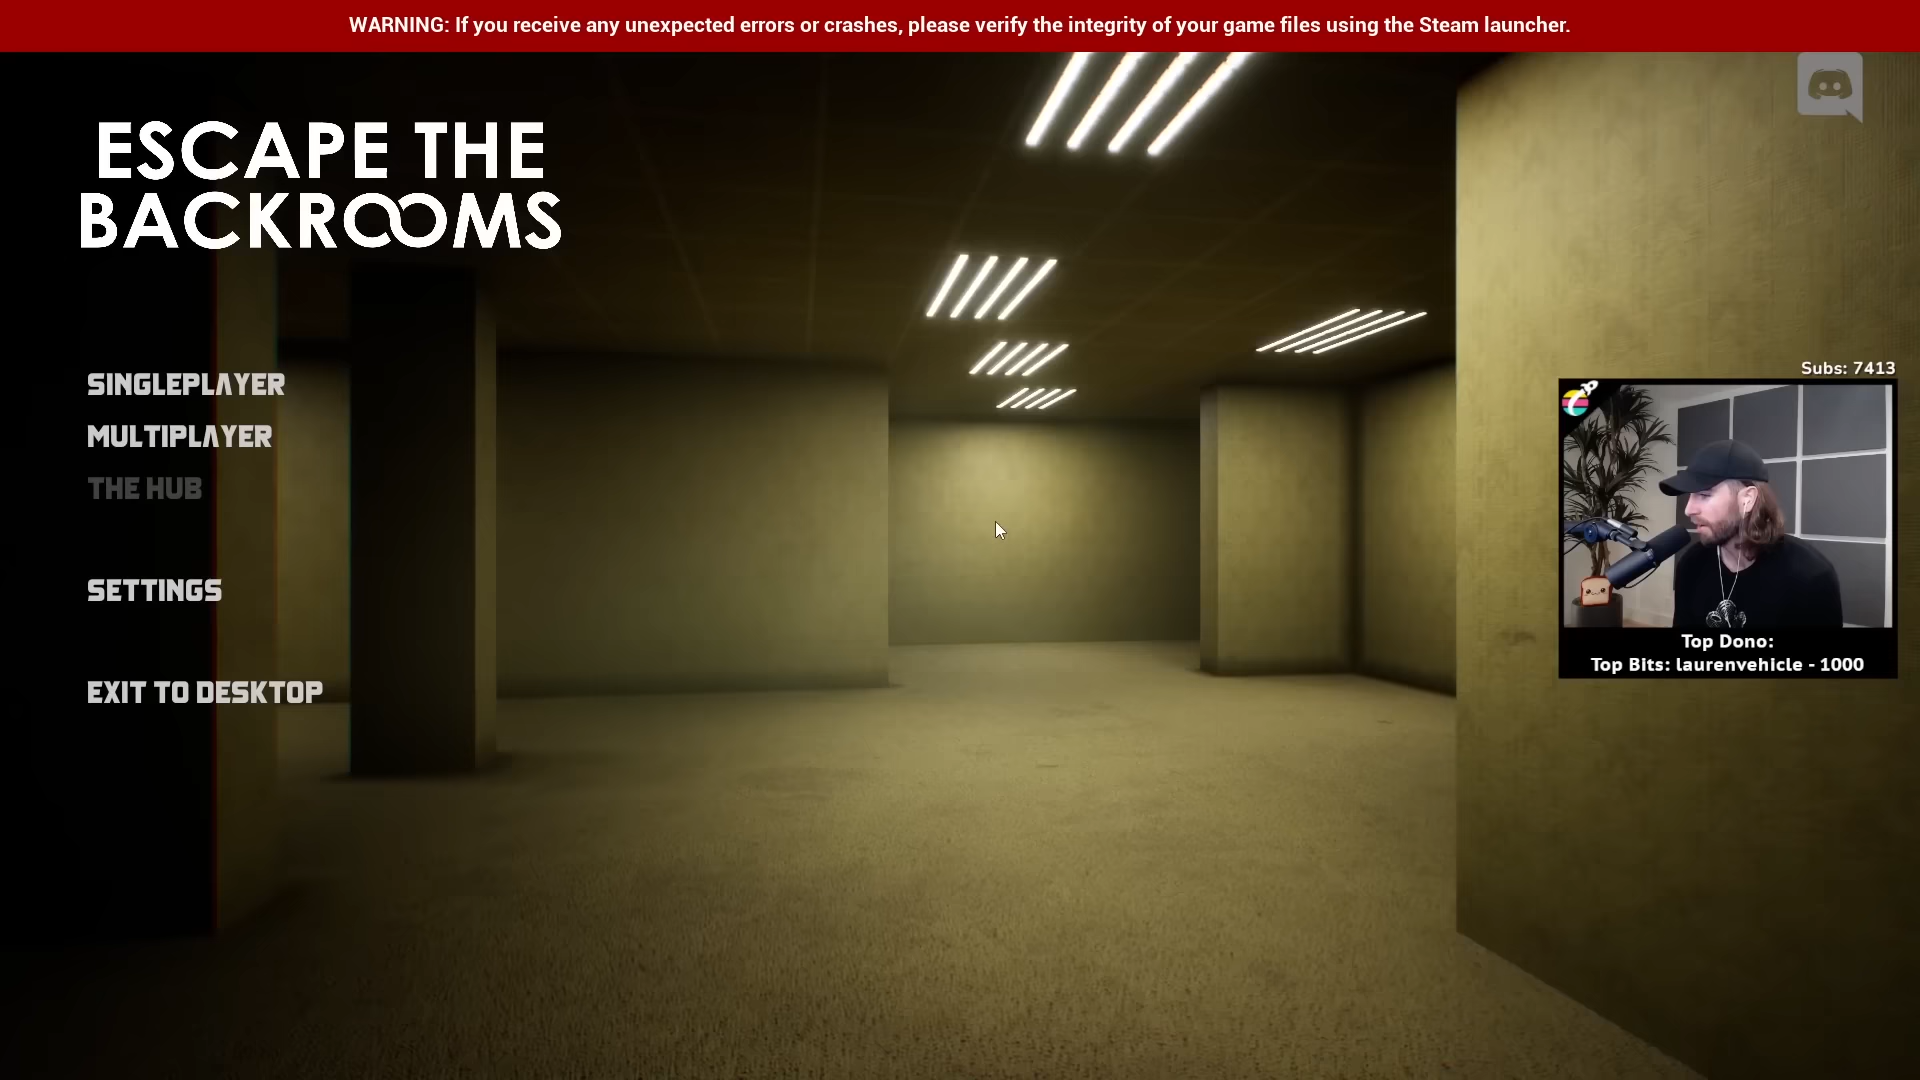 WARNING: If you receive any unexpected errors or crashes, please verify the integrity of your game files using the Steam launcher.
ESCAPE THE
BACKROOMS
SINGLEPLAYER
MULTIPLAYER
THE HUB
SETTINGS
EXIT TO DESKTOP
Subs: 7413
Top Dono:
Top Bits: laurenvehicle - 1000